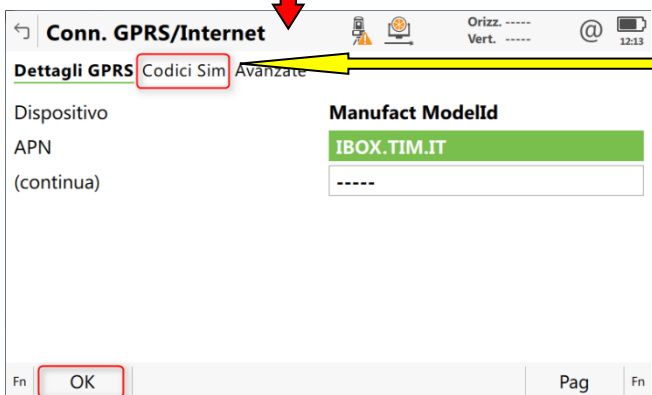 Conn. GPRS/Internet
Orizz. -----
Vert. -----
@
12:13
Dettagli GPRS Codici Sim Avanzate
Dispositivo Manufact ModelId
APN IBOX.TIM.IT
(continua) -----
Fn OK Pag Fn